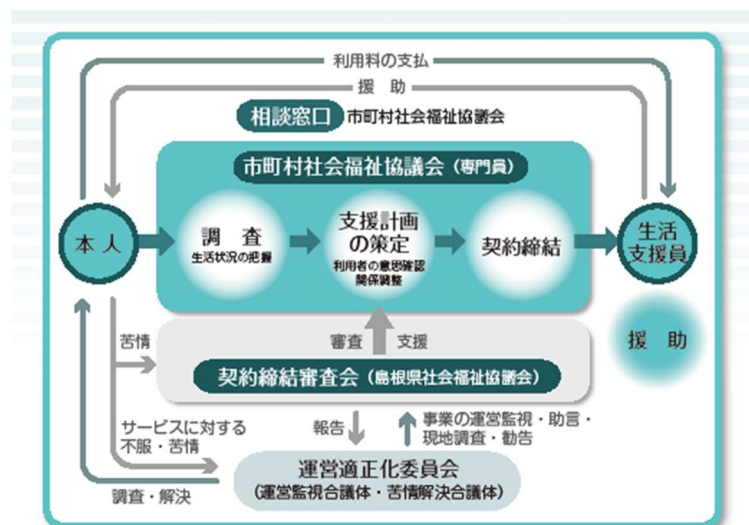 利用料の支払
援　助
相談窓口 市町村社会福祉協議会
市町村社会福祉協議会(専門員)
本人
調　査
生活状況の把握
支援計画
の策定
利用者の意思確認
関係調整
契約締結
生活
支援員
援　助
苦情
審査　支援
契約締結審査会(島根県社会福祉協議会)
サービスに対する
不服・苦情
報告
事業の運営監視・助言・
現地調査・勧告
調査・解決
運営適正化委員会
(運営監視合議体・苦情解決合議体)